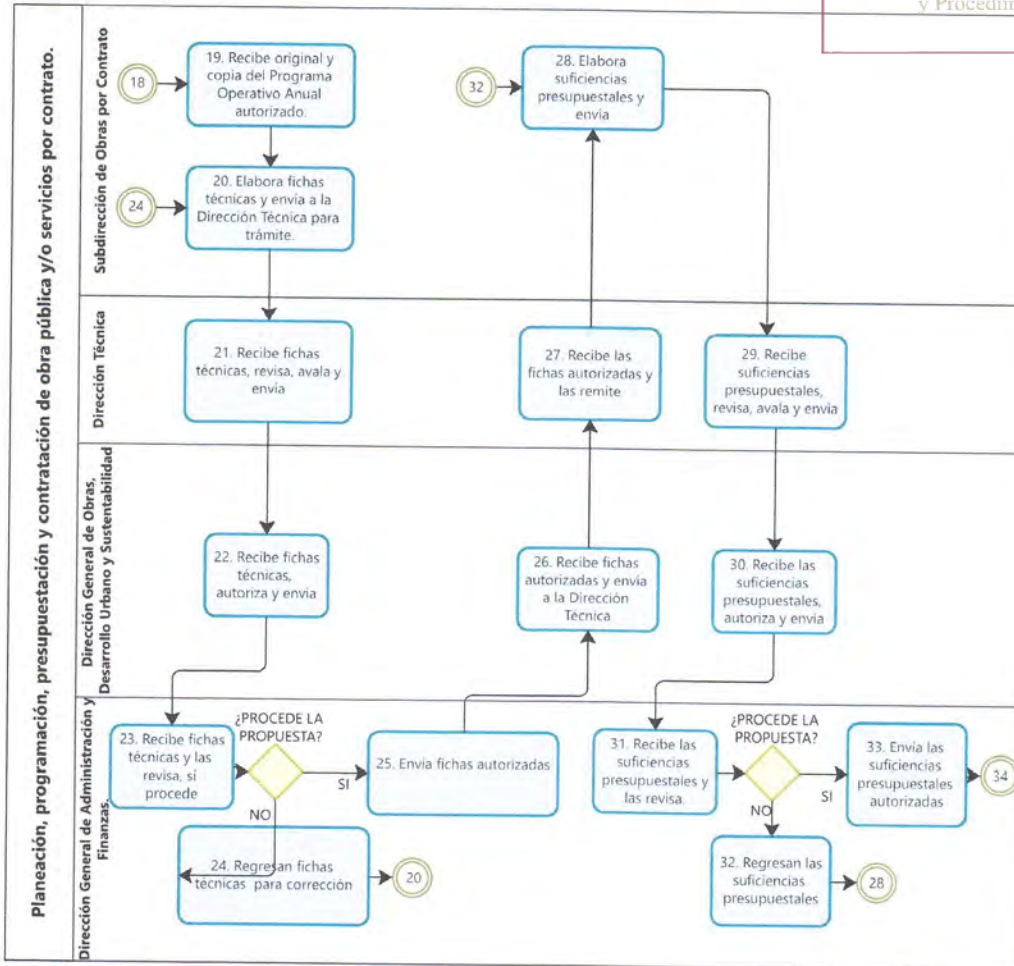 y Procedim
Planeación, programación, presupuestación y contratación de obra pública y/o servicios por contrato.
Subdirección de Obras por Contrato
18
19. Recibe original y
copia del Programa
Operativo Anual
autorizado.
24
20. Elabora fichas
técnicas y envía a la
Dirección Técnica para
trámite.
32
28. Elabora
suficiencias
presupuestales y
envía
Dirección Técnica
21. Recibe fichas
técnicas, revisa, avala y
envía
27. Recibe las
fichas autorizadas y
las remite
29. Recibe
suficiencias
presupuestales,
revisa, avala y envía
Dirección General de Obras,
Desarrollo Urbano y Sustentabilidad
22. Recibe fichas
técnicas,
autoriza y envía
26. Recibe fichas
autorizadas y envía
a la Dirección
Técnica
30. Recibe las
suficiencias
presupuestales,
autoriza y envía
Dirección General de Administración y
Finanzas.
23. Recibe fichas
técnicas y las
revisa, si
procede
¿PROCEDE LA
PROPUESTA?
SI
NO
25. Envía fichas autorizadas
24. Regresan fichas
técnicas para corrección
20
31. Recibe las
suficiencias
presupuestales y
las revisa.
¿PROCEDE LA
PROPUESTA?
SI
NO
33. Envía las
suficiencias
presupuestales
autorizadas
34
32. Regresan las
suficiencias
presupuestales
28